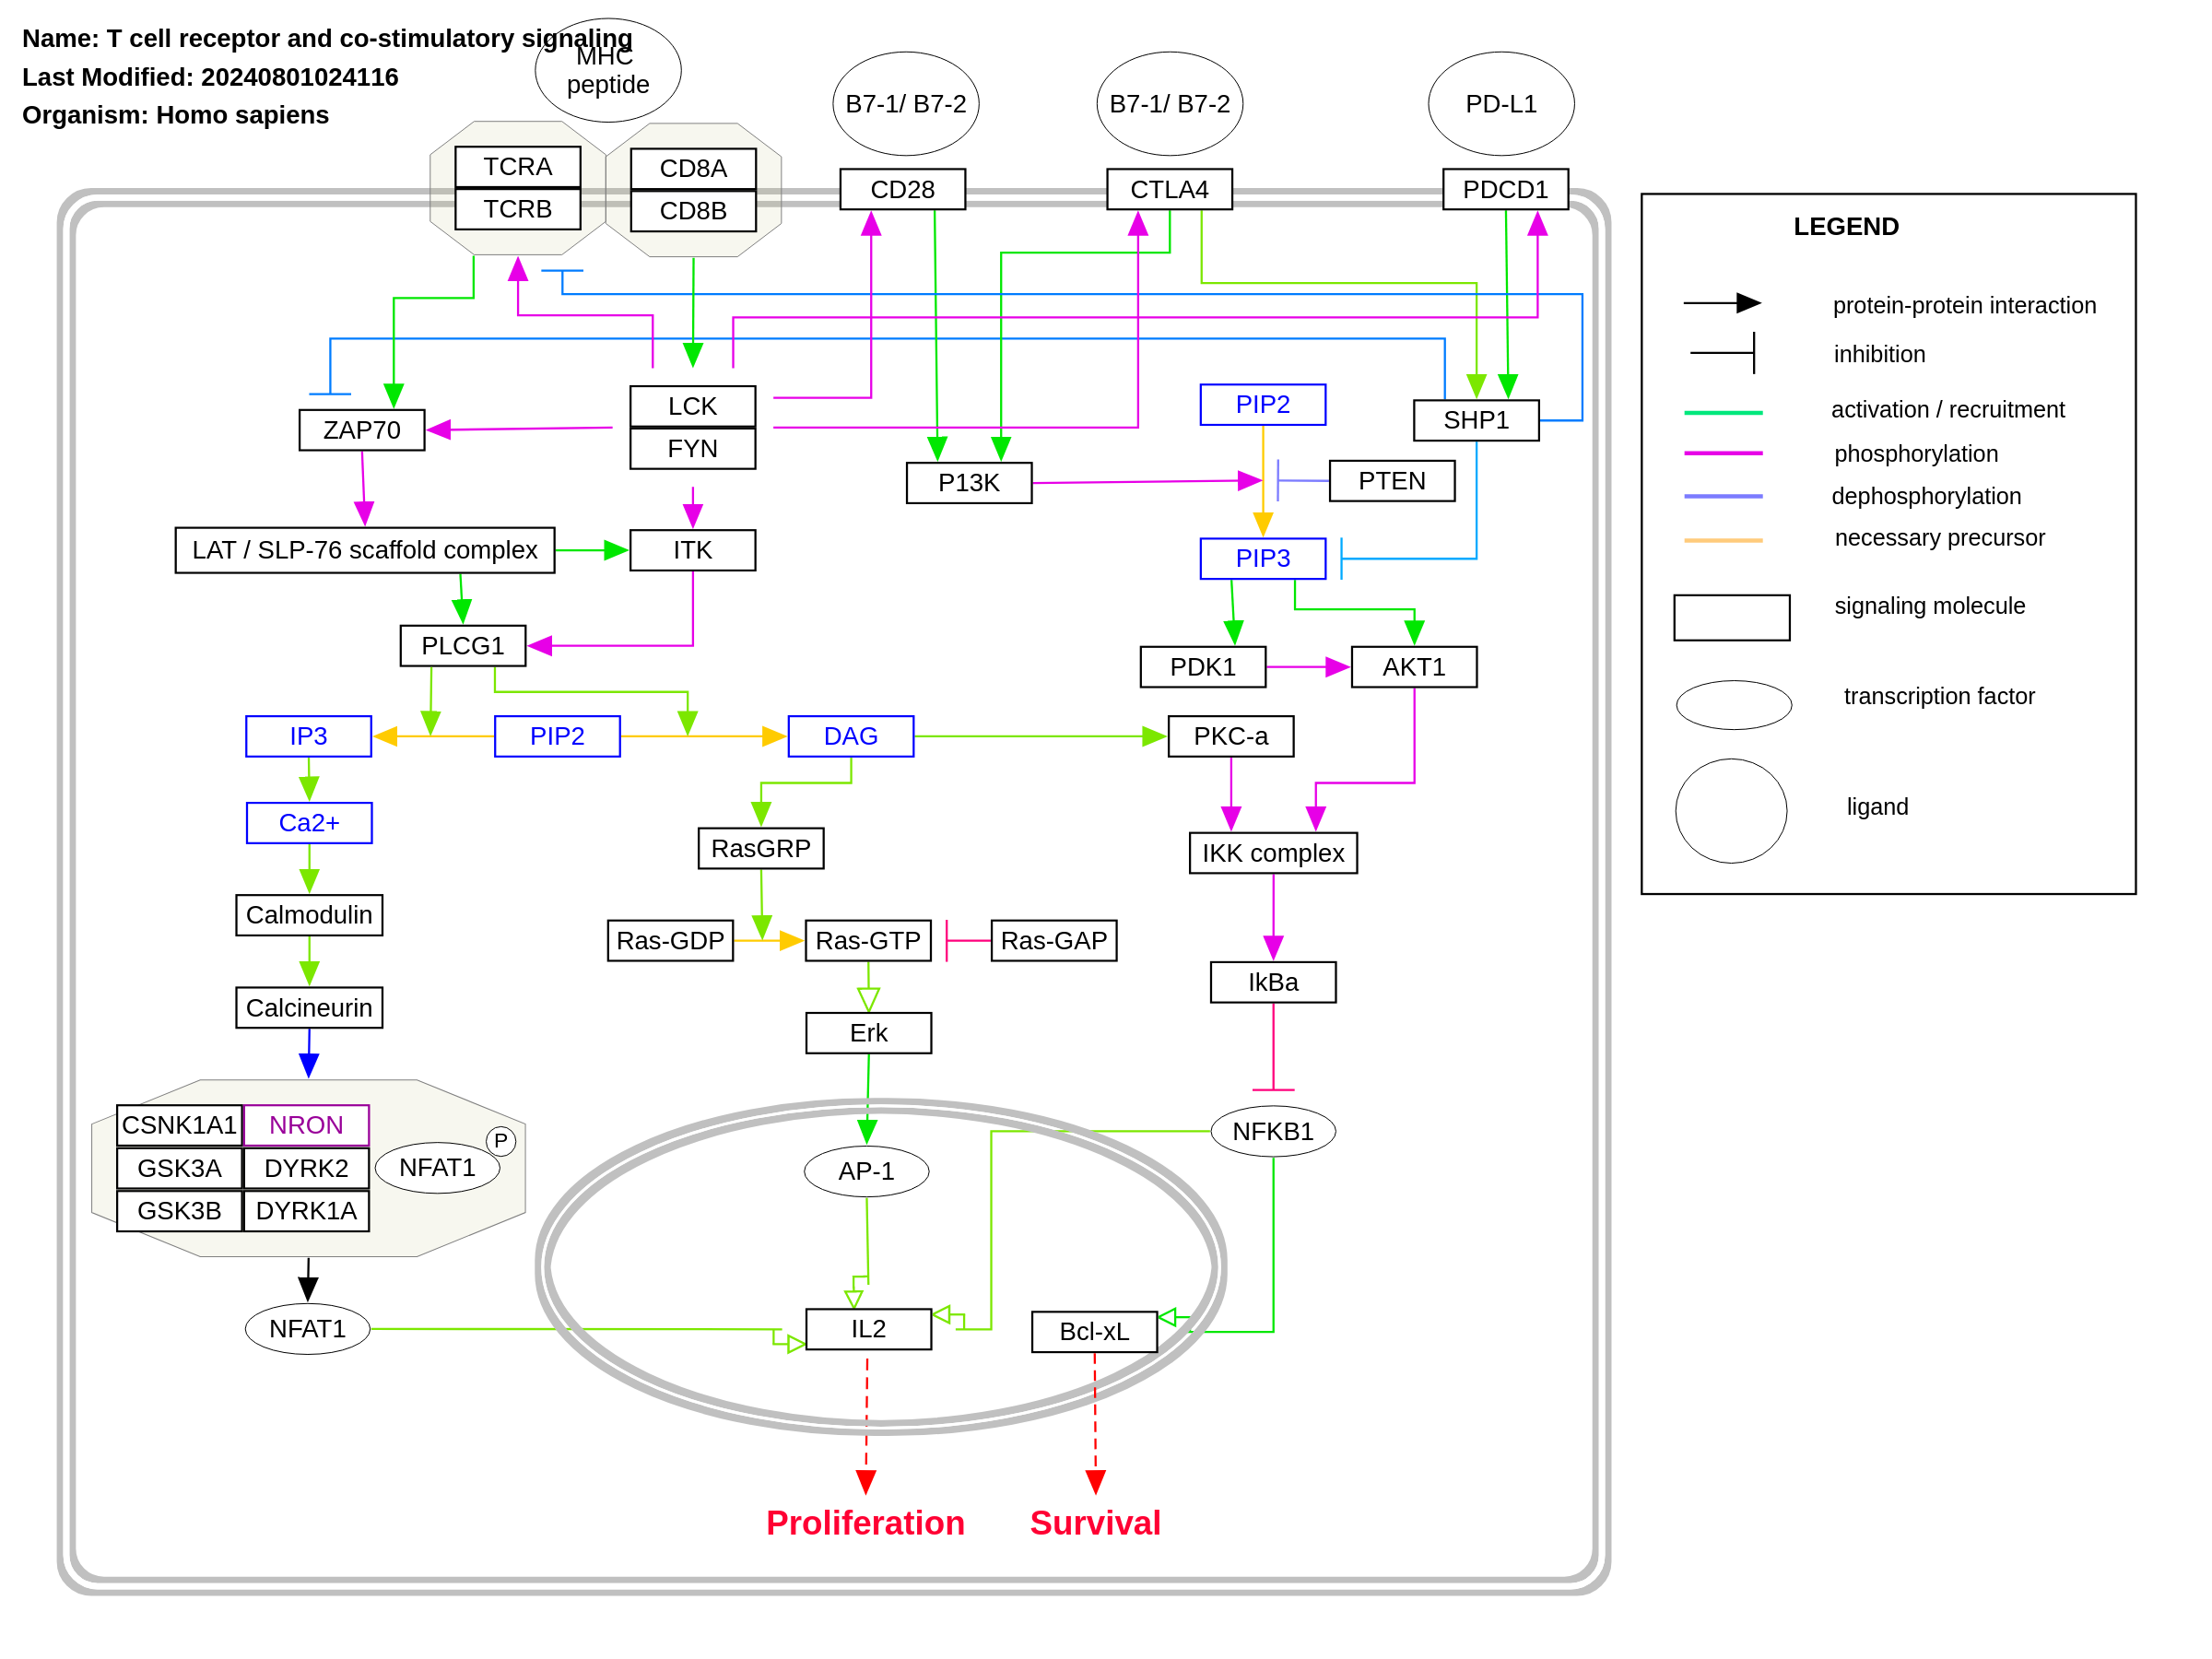 Name: T cell receptor and co-stimulatory signaling
Last Modified: 20240801024116
Organism: Homo sapiens
MHC
peptide
B7-1/ B7-2
B7-1/ B7-2
PD-L1
TCRA
TCRB
CD8A
CD8B
CD28
CTLA4
PDCD1
LEGEND
protein-protein interaction
inhibition
activation / recruitment
phosphorylation
dephosphorylation
necessary precursor
signaling molecule
transcription factor
ligand
ZAP70
LCK
FYN
PIP2
SHP1
P13K
PTEN
LAT / SLP-76 scaffold complex
ITK
PIP3
PLCG1
PDK1
AKT1
IP3
PIP2
DAG
PKC-a
Ca2+
RasGRP
IKK complex
Calmodulin
Ras-GDP
Ras-GTP
Ras-GAP
IkBa
Calcineurin
Erk
CSNK1A1
NRON
GSK3A
DYRK2
GSK3B
DYRK1A
NFAT1
P
NFKB1
AP-1
NFAT1
IL2
Bcl-xL
Proliferation
Survival